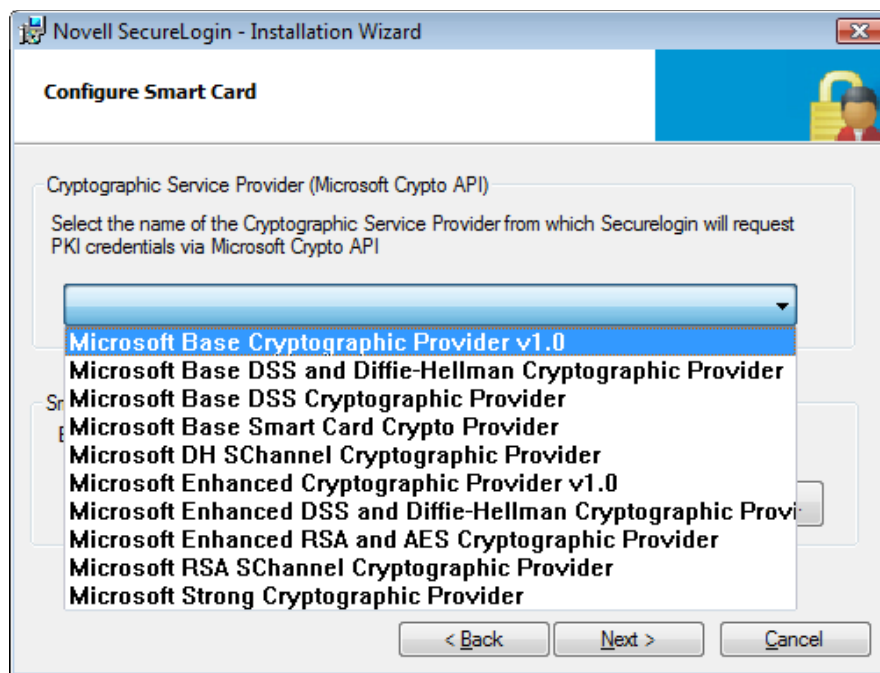 Novell SecureLogin - Installation Wizard
Configure Smart Card
Cryptographic Service Provider (Microsoft Crypto API)
Select the name of the Cryptographic Service Provider from which Securelogin will request
PKI credentials via Microsoft Crypto API
Microsoft Base Cryptographic Provider v1.0
Microsoft Base DSS and Diffie-Hellman Cryptographic Provider
Microsoft Base DSS Cryptographic Provider
Microsoft Base Smart Card Crypto Provider
Microsoft DH SChannel Cryptographic Provider
Microsoft Enhanced Cryptographic Provider v1.0
Microsoft Enhanced DSS and Diffie-Hellman Cryptographic Provi
Microsoft Enhanced RSA and AES Cryptographic Provider
Microsoft RSA SChannel Cryptographic Provider
Microsoft Strong Cryptographic Provider
< Back Next > Cancel